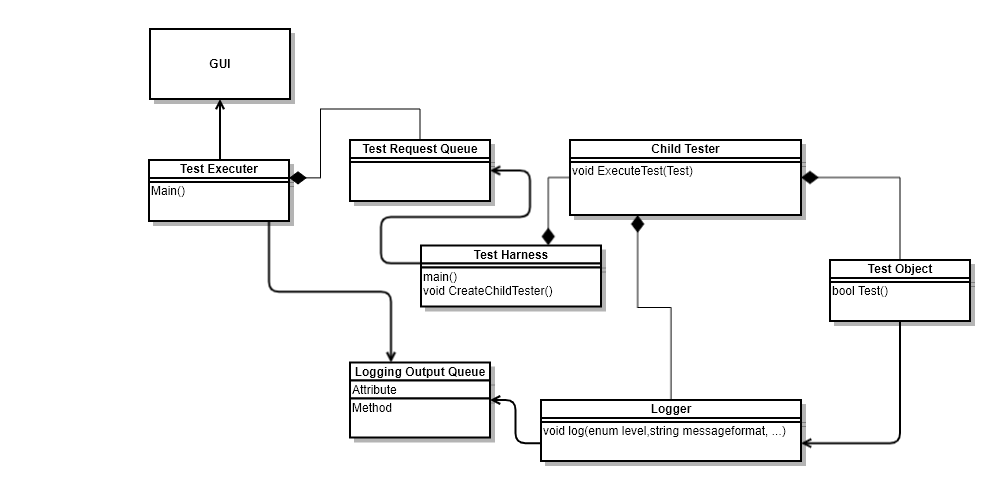 GUI
Test Executer
Main()
Test Request Queue
Child Tester
void ExecuteTest(Test)
Test Harness
main()
void CreateChildTester()
Test Object
bool Test()
Logging Output Queue
Attribute
Method
Logger
void log(enum level,string messageformat, ...)